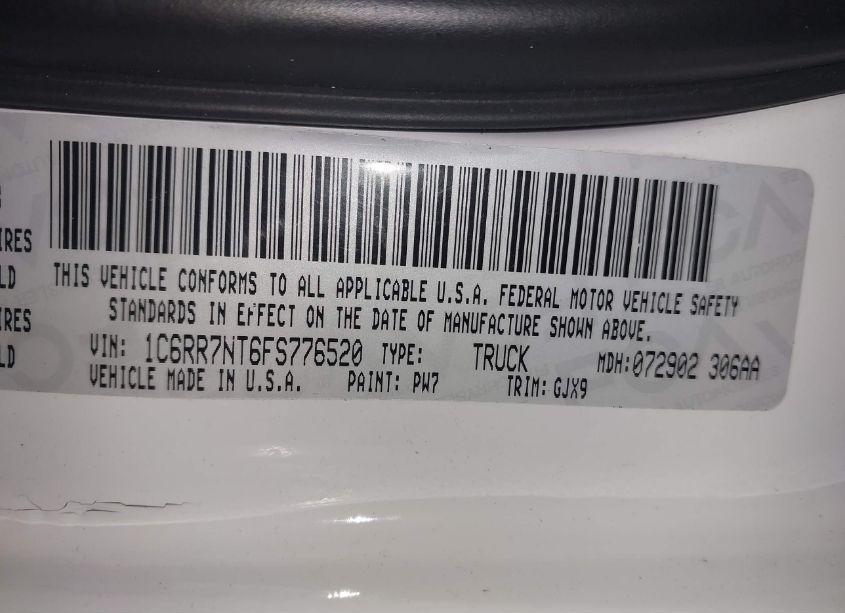 IRES
LD
IRES
LD
THIS VEHICLE CONFORMS TO ALL APPLICABLE U.S.A. FEDERAL MOTOR VEHICLE SAFETY
STANDARDS IN EFFECT ON THE DATE OF MANUFACTURE SHOWN ABOVE.
VIN: 1C6RR7NT6FS776520 TYPE: TRUCK MDH:072902 306AA
VEHICLE MADE IN U.S.A. PAINT: PW7 TRIM: GJX9